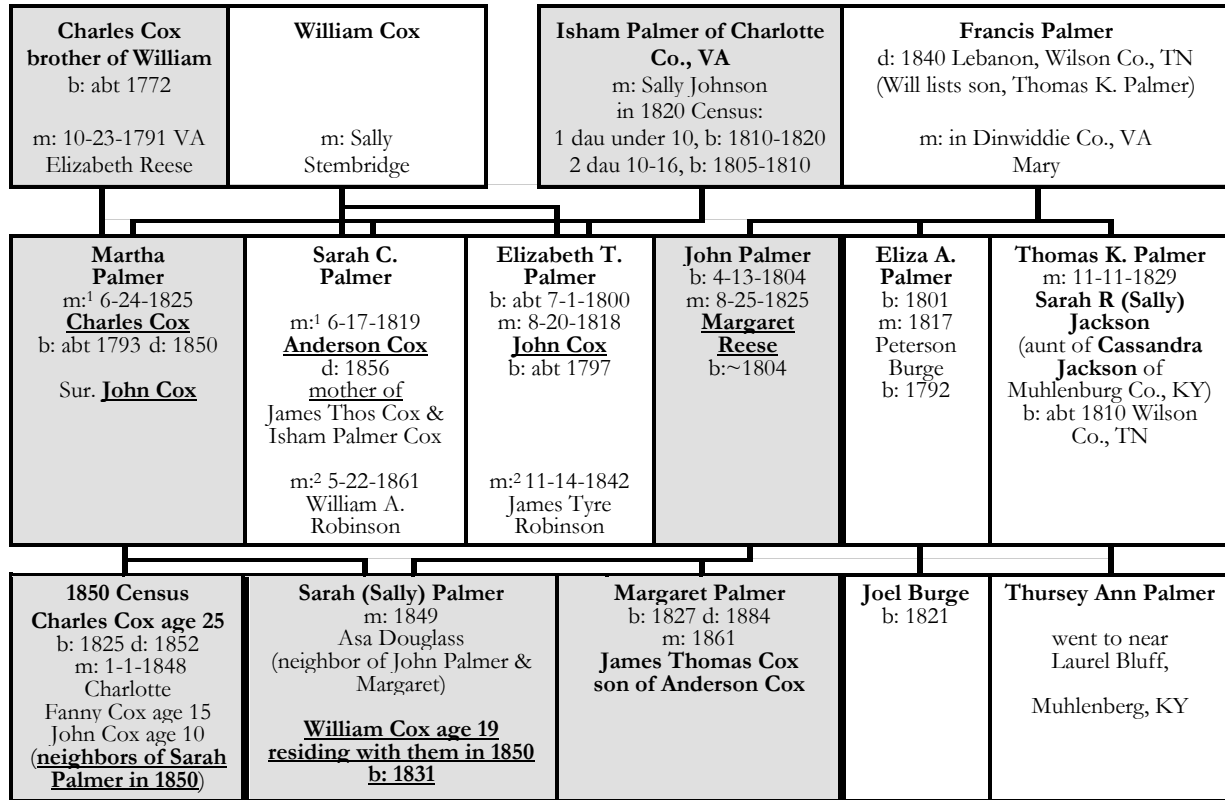 Charles Cox
brother of William
b: abt 1772
m: 10-23-1791 VA
Elizabeth Reese
William Cox
m: Sally
Stembridge
Isham Palmer of Charlotte
Co., VA
m: Sally Johnson
in 1820 Census:
1 dau under 10, b: 1810-1820
2 dau 10-16, b: 1805-1810
Francis Palmer
d: 1840 Lebanon, Wilson Co., TN
(Will lists son, Thomas K. Palmer)
m: in Dinwiddie Co., VA
Mary
Martha
Palmer
m:¹ 6-24-1825
Charles Cox
b: abt 1793 d: 1850
Sur. John Cox
Sarah C.
Palmer
m:¹ 6-17-1819
Anderson Cox
d: 1856
mother of
James Thos Cox &
Isham Palmer Cox
m:² 5-22-1861
William A.
Robinson
Elizabeth T.
Palmer
b: abt 7-1-1800
m: 8-20-1818
John Cox
b: abt 1797
m:² 11-14-1842
James Tyre
Robinson
John Palmer
b: 4-13-1804
m: 8-25-1825
Margaret
Reese
b:~1804
Eliza A.
Palmer
b: 1801
m: 1817
Peterson
Burge
b: 1792
Thomas K. Palmer
m: 11-11-1829
Sarah R (Sally)
Jackson
(aunt of Cassandra
Jackson of
Muhlenburg Co., KY)
b: abt 1810 Wilson
Co., TN
1850 Census
Charles Cox age 25
b: 1825 d: 1852
m: 1-1-1848
Charlotte
Fanny Cox age 15
John Cox age 10
(neighbors of Sarah
Palmer in 1850)
Sarah (Sally) Palmer
m: 1849
Asa Douglass
(neighbor of John Palmer &
Margaret)
William Cox age 19
residing with them in 1850
b: 1831
Margaret Palmer
b: 1827 d: 1884
m: 1861
James Thomas Cox
son of Anderson Cox
Joel Burge
b: 1821
Thursey Ann Palmer
went to near
Laurel Bluff,
Muhlenberg, KY